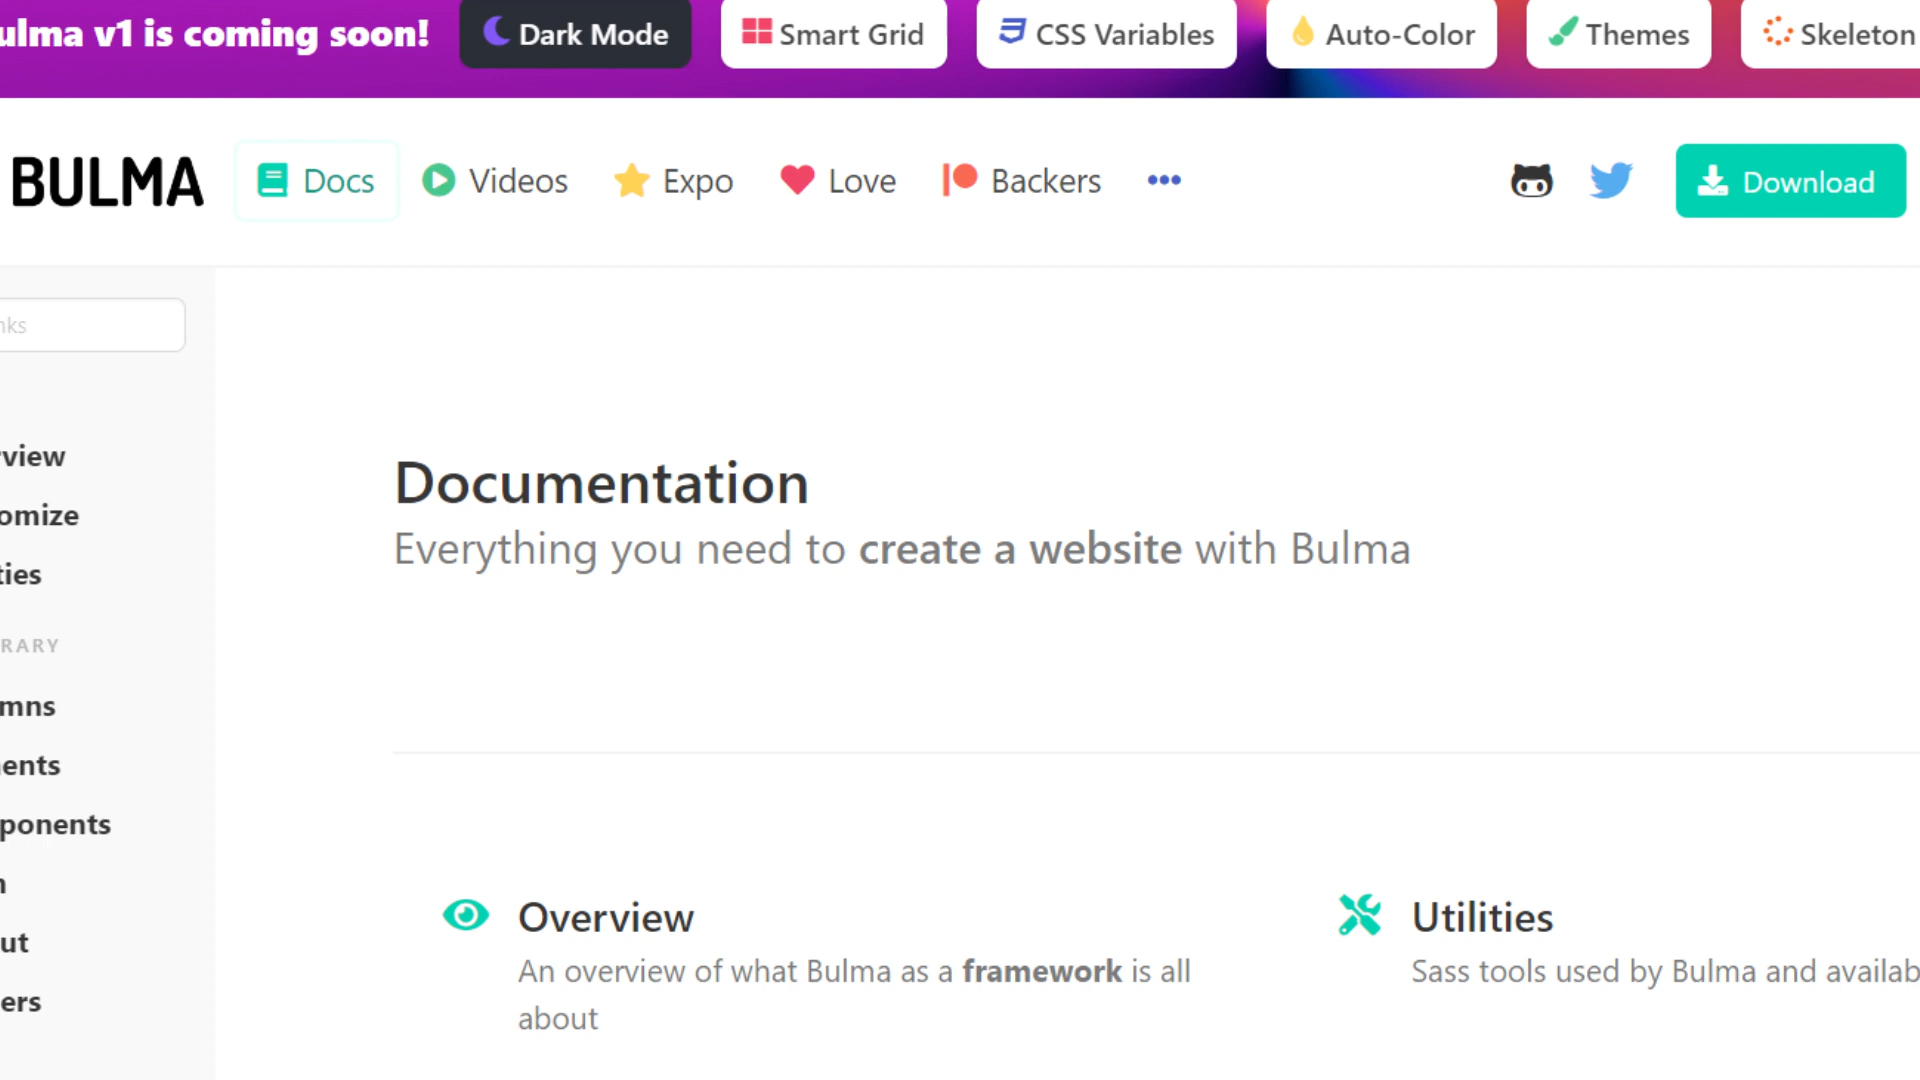 ulma v1 is coming soon! Dark Mode Smart Grid CSS Variables Auto-Color Themes Skeleton
BULMA Docs Videos Expo Love Backers ••• Download
nks
rview
omize
ties
RARY
mns
ents
ponents
ut
ers
Documentation
Everything you need to create a website with Bulma
Overview
An overview of what Bulma as a framework is all
about
Utilities
Sass tools used by Bulma and availab